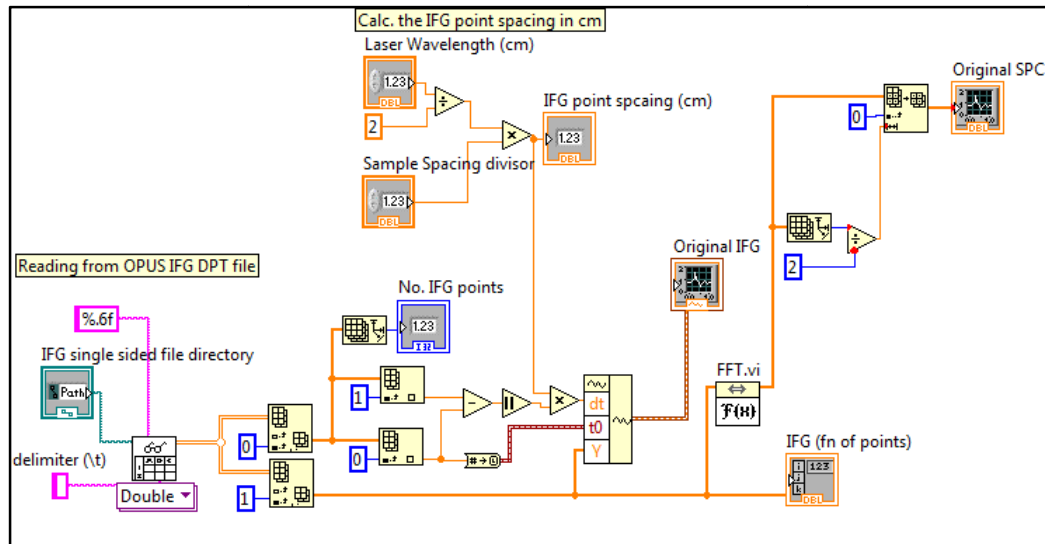 Calc. the IFG point spacing in cm
Laser Wavelength (cm)
1.23
DBL
2
IFG point spcaing (cm)
1.23
DBL
Sample Spacing divisor
1.23
DBL
Original SPC
DBL
0
2
Reading from OPUS IFG DPT file
%.6f
IFG single sided file directory
Path
delimiter (\t)
Double
No. IFG points
1.23
I32
Original IFG
1
0
0
1
dt
t0
Y
FFT.vi
F(x)
IFG (fn of points)
123
DBL